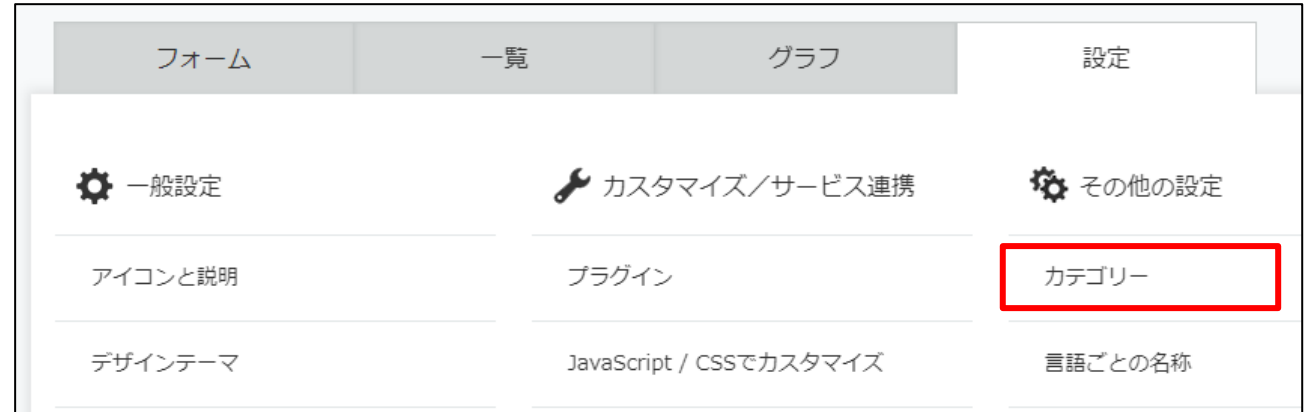 フォーム 一覧 グラフ 設定
一般設定 カスタマイズ／サービス連携 その他の設定
アイコンと説明 プラグイン カテゴリー
デザインテーマ JavaScript / CSSでカスタマイズ 言語ごとの名称